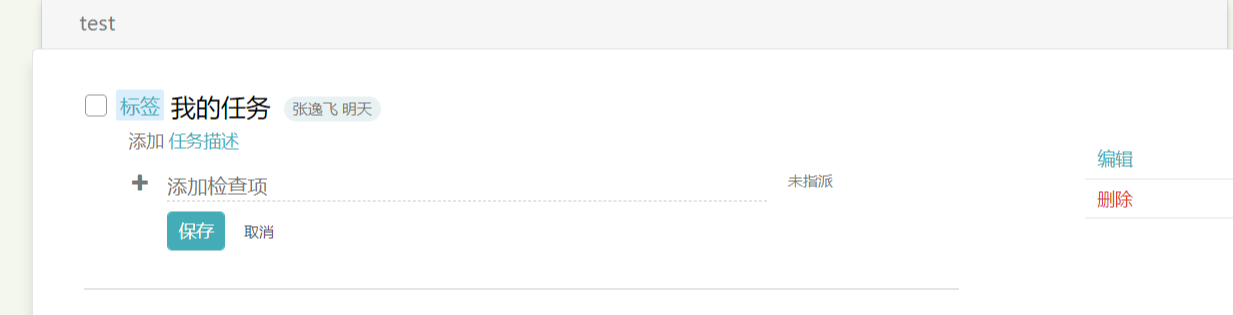 test
标签 我的任务 张逸飞 明天
添加 任务描述
编辑
添加检查项 未指派
删除
保存 取消